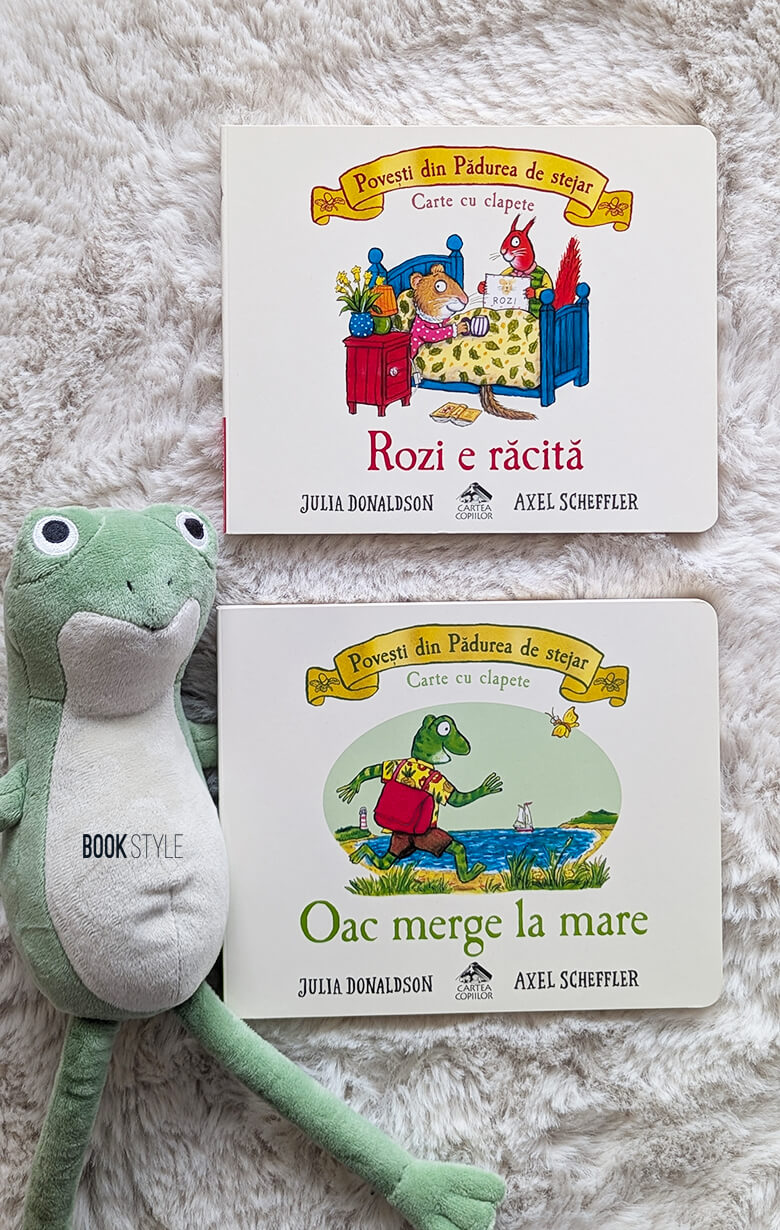 Povești din Pădurea de stejar
Carte cu clapete
ROZI
Rozi e răcită
JULIA DONALDSON
CARTEA
COPIILOR
AXEL SCHEFFLER
Povești din Pădurea de stejar
Carte cu clapete
BOOKSTYLE
Oac merge la mare
JULIA DONALDSON
CARTEA
COPIILOR
AXEL SCHEFFLER